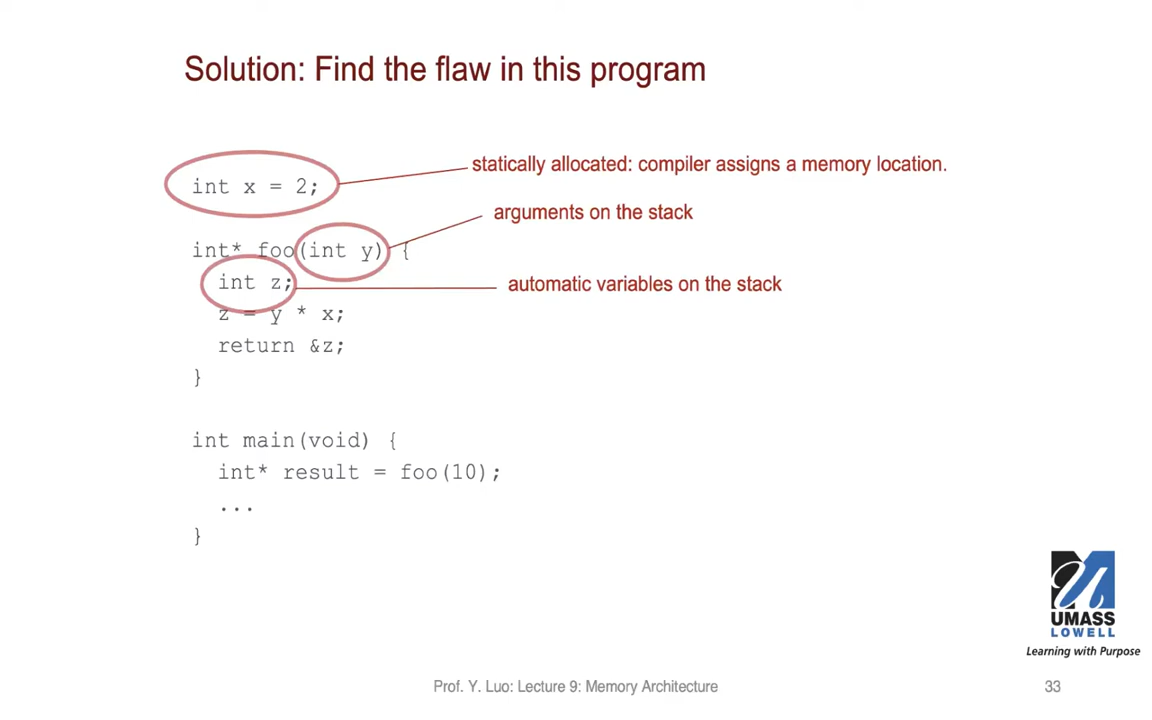 Solution: Find the flaw in this program
statically allocated: compiler assigns a memory location.
int x = 2;
arguments on the stack
int* foo(int y) {
int z;
automatic variables on the stack
z = y * x;
return &z;
}
int main(void) {
int* result = foo(10);
...
}
UMASS
LOWELL
Learning with Purpose
Prof. Y. Luo: Lecture 9: Memory Architecture
33